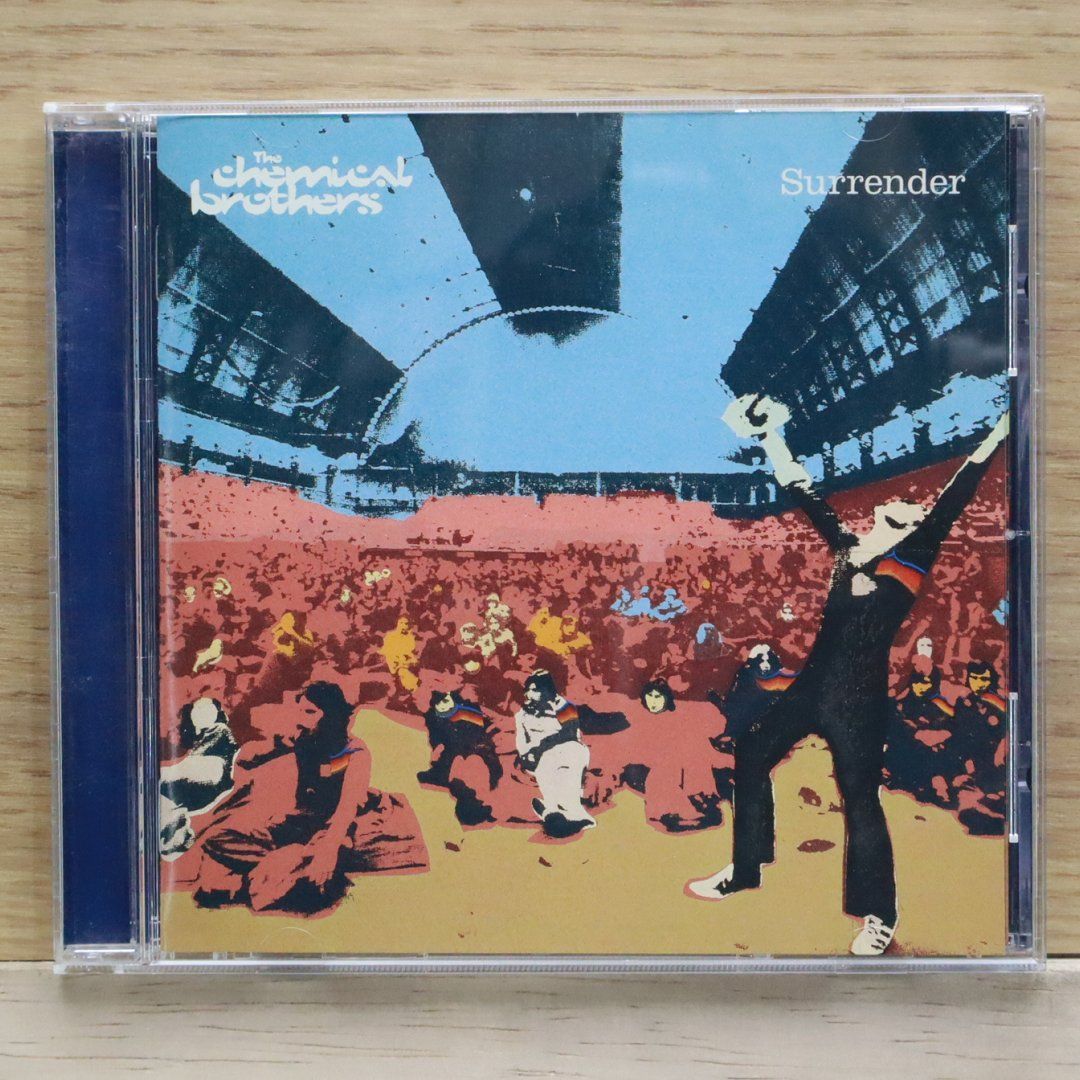 The
chemical
brothers
Surrender